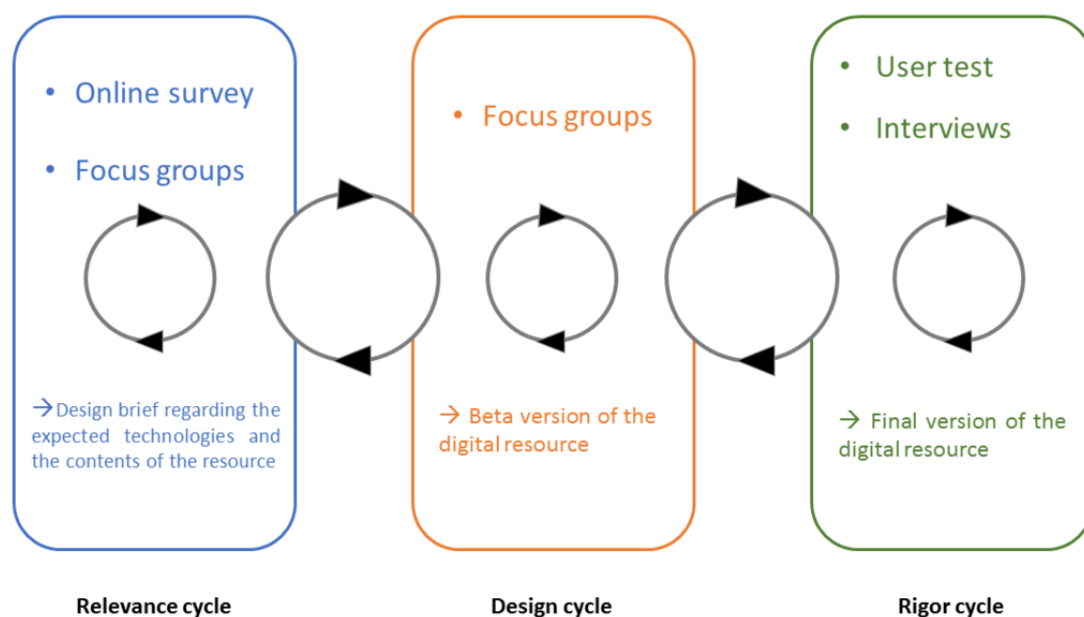 • Online survey
• Focus groups
→ Design brief regarding the
expected technologies and
the contents of the resource
• Focus groups
→ Beta version of the
digital resource
• User test
• Interviews
→ Final version of the
digital resource
Relevance cycle
Design cycle
Rigor cycle